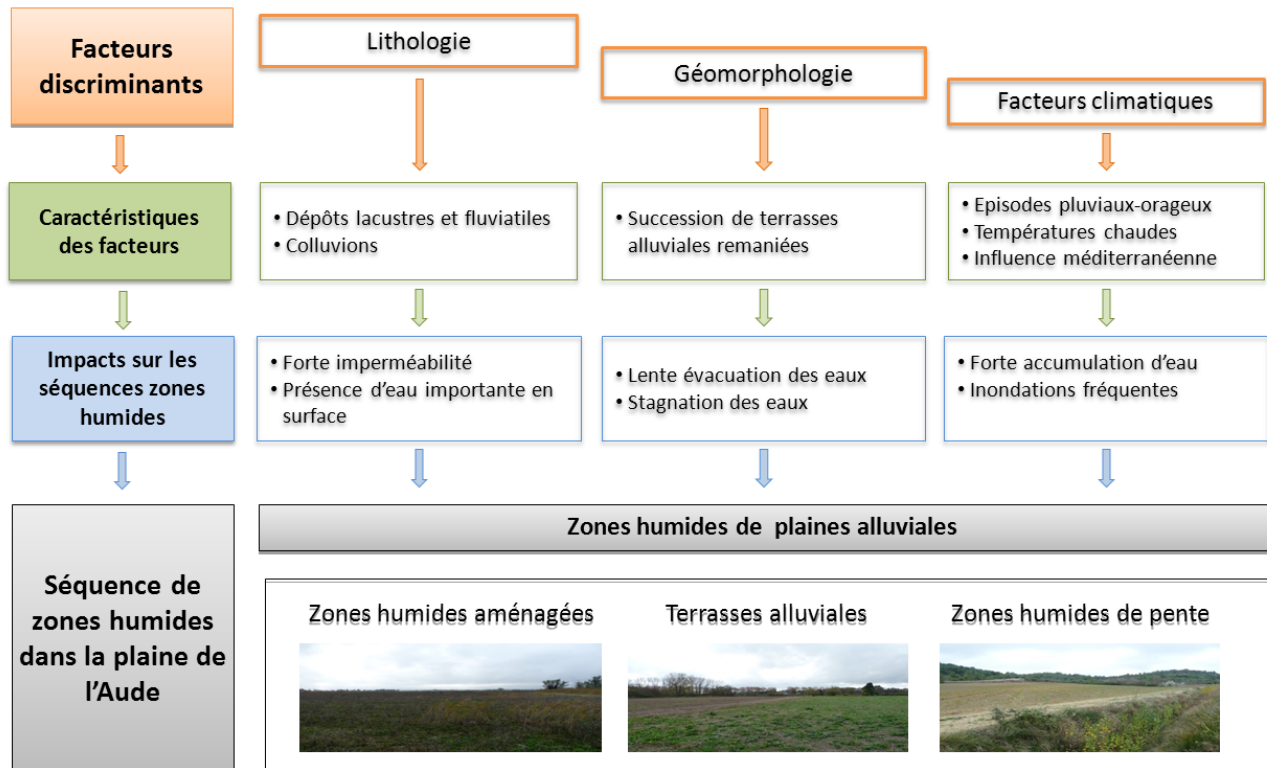 Facteurs
discriminants
Lithologie
Géomorphologie
Facteurs climatiques
Caractéristiques
des facteurs
• Dépôts lacustres et fluviatiles
• Colluvions
• Succession de terrasses
alluviales remaniées
• Episodes pluviaux-orageux
• Températures chaudes
• Influence méditerranéenne
Impacts sur les
séquences zones
humides
• Forte imperméabilité
• Présence d'eau importante en
surface
• Lente évacuation des eaux
• Stagnation des eaux
• Forte accumulation d'eau
• Inondations fréquentes
Séquence de
zones humides
dans la plaine de
l'Aude
Zones humides de plaines alluviales
Zones humides aménagées
Terrasses alluviales
Zones humides de pente